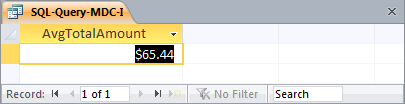 SQL-Query-MDC-I
AvgTotalAmount
$65.44
Record: 1 of 1 No Filter Search